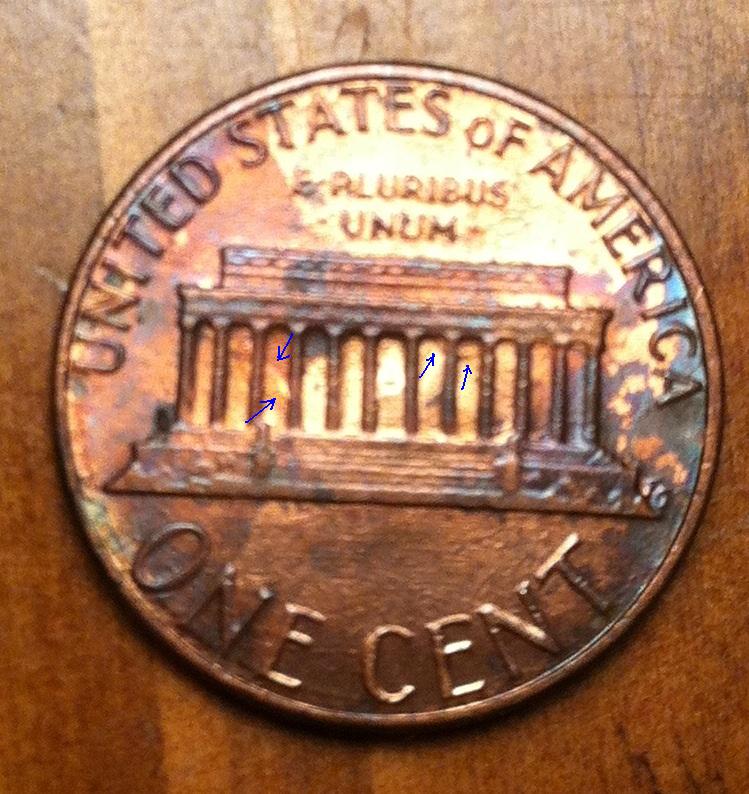 UNITED STATES OF AMERICA
E PLURIBUS
UNUM
ONE CENT